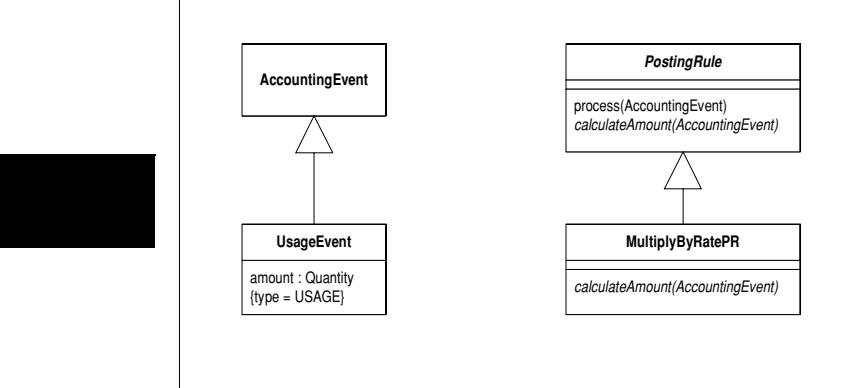 AccountingEvent
UsageEvent
amount : Quantity
{type = USAGE}
PostingRule
process(AccountingEvent)
calculateAmount(AccountingEvent)
MultiplyByRatePR
calculateAmount(AccountingEvent)